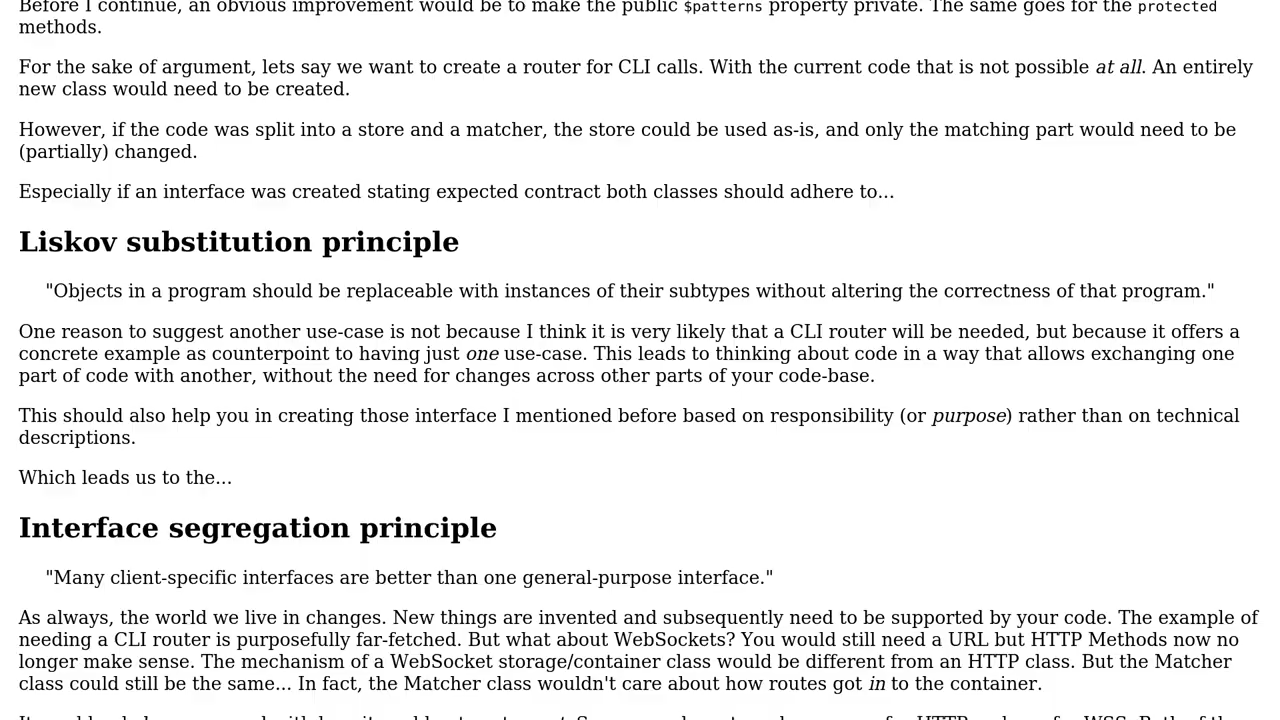 Before I continue, an obvious improvement would be to make the public $patterns property private. The same goes for the protected
methods.
For the sake of argument, lets say we want to create a router for CLI calls. With the current code that is not possible at all. An entirely
new class would need to be created.
However, if the code was split into a store and a matcher, the store could be used as-is, and only the matching part would need to be
(partially) changed.
Especially if an interface was created stating expected contract both classes should adhere to...
Liskov substitution principle
"Objects in a program should be replaceable with instances of their subtypes without altering the correctness of that program."
One reason to suggest another use-case is not because I think it is very likely that a CLI router will be needed, but because it offers a
concrete example as counterpoint to having just one use-case. This leads to thinking about code in a way that allows exchanging one
part of code with another, without the need for changes across other parts of your code-base.
This should also help you in creating those interface I mentioned before based on responsibility (or purpose) rather than on technical
descriptions.
Which leads us to the...
Interface segregation principle
"Many client-specific interfaces are better than one general-purpose interface."
As always, the world we live in changes. New things are invented and subsequently need to be supported by your code. The example of
needing a CLI router is purposefully far-fetched. But what about WebSockets? You would still need a URL but HTTP Methods now no
longer make sense. The mechanism of a WebSocket storage/container class would be different from an HTTP class. But the Matcher
class could still be the same... In fact, the Matcher class wouldn't care about how routes got in to the container.